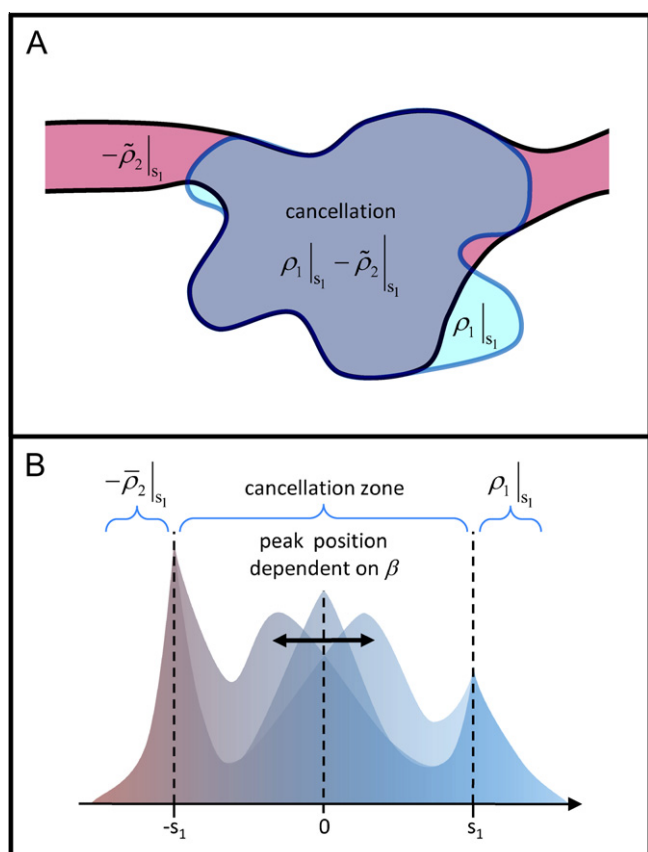 A
−ρ̃₂|s₁
cancellation
ρ₁|s₁ − ρ̃₂|s₁
ρ₁|s₁
B
−ρ̄₂|s₁ cancellation zone ρ₁|s₁
peak position
dependent on β
-s₁ 0 s₁